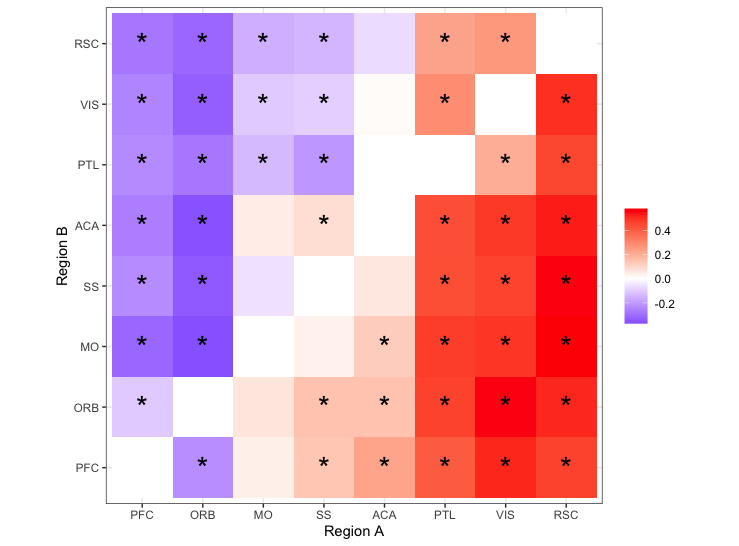 RSC * * * * * *
VIS * * * * * *
PTL * * * * * *
ACA * * * * * *
SS * * * * *
MO * * * * * *
ORB * * * * * *
PFC * * * * * *
PFC ORB MO SS ACA PTL VIS RSC
Region A
Region B
0.4
0.2
0.0
-0.2